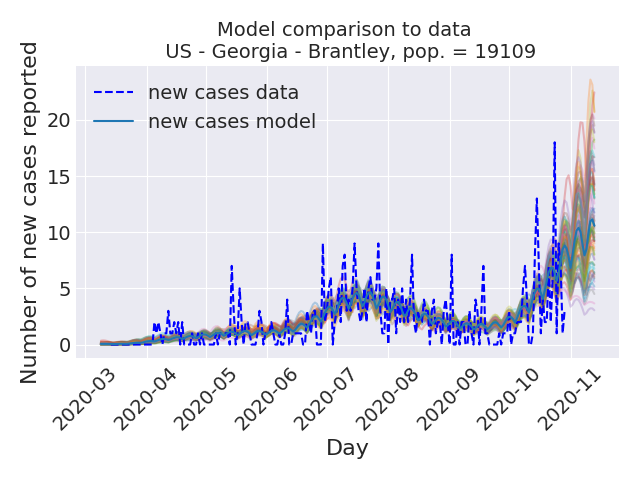 Model comparison to data
US - Georgia - Brantley, pop. = 19109
new cases data
new cases model
Number of new cases reported
20
15
10
5
0
2020-03
2020-04
2020-05
2020-06
2020-07
2020-08
2020-09
2020-10
2020-11
Day